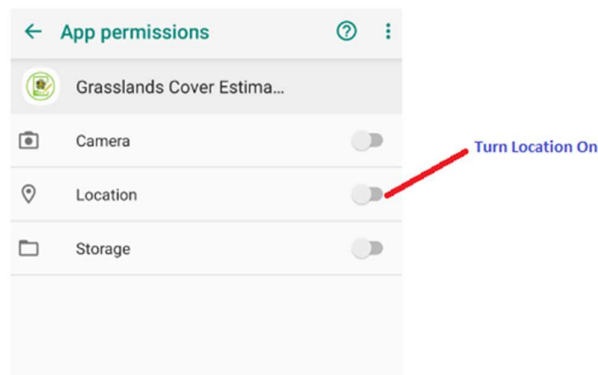 App permissions
Grasslands Cover Estima...
Camera
Turn Location On
Location
Storage